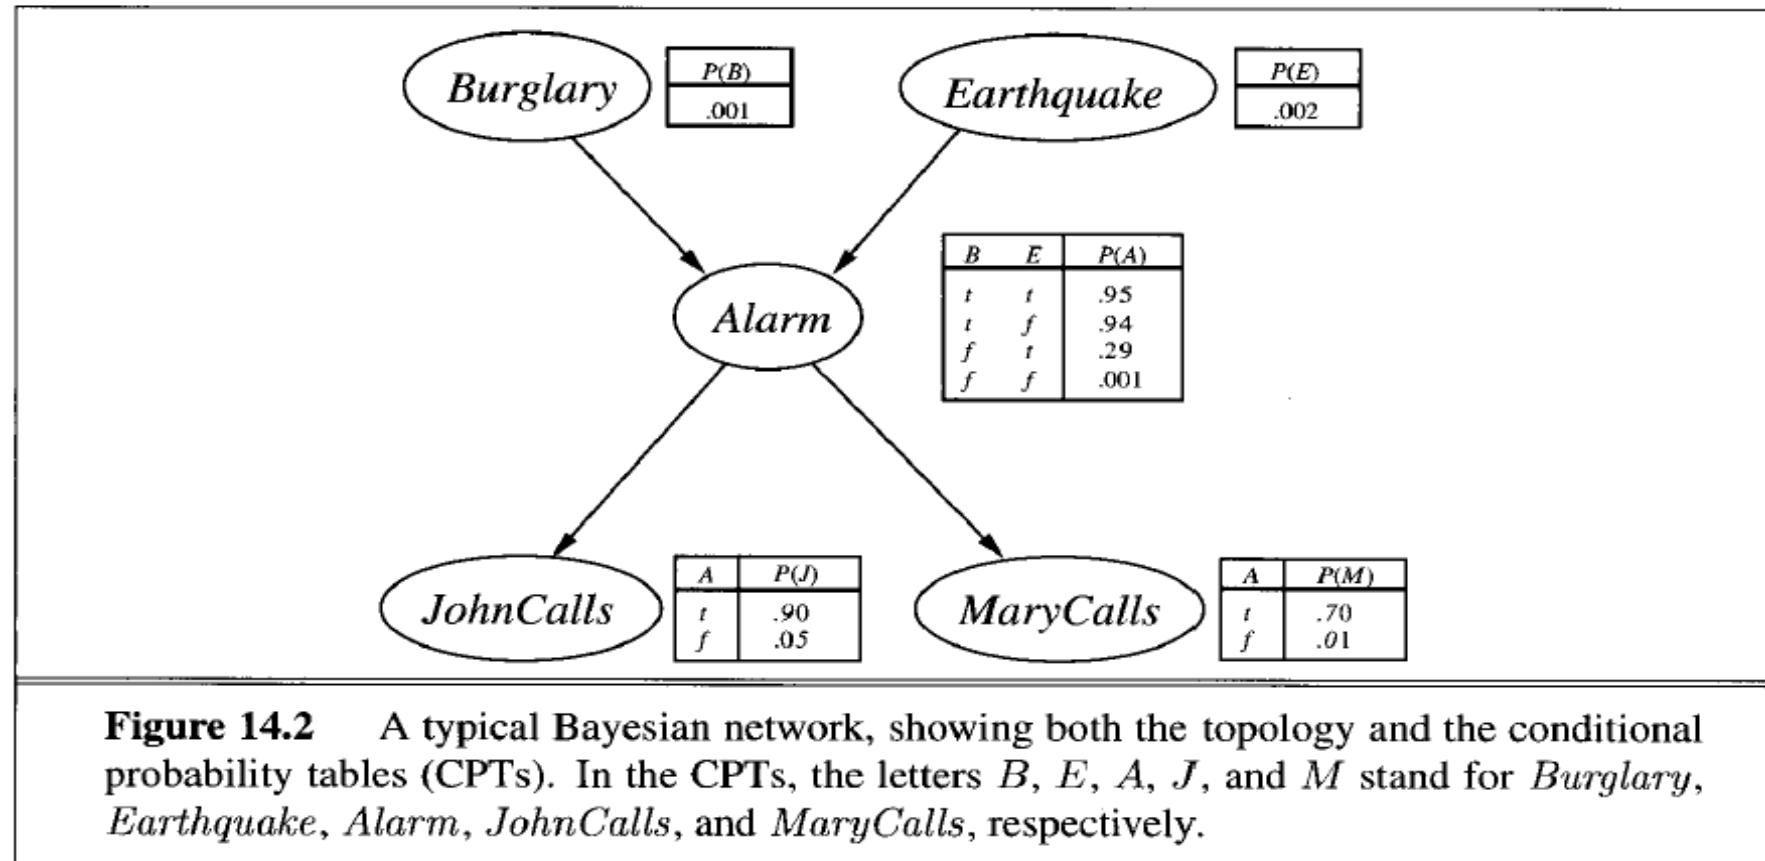 Burglary
P(B)
.001
Earthquake
P(E)
.002
Alarm
B E P(A)
t t .95
t f .94
f t .29
f f .001
JohnCalls
A P(J)
t .90
f .05
MaryCalls
A P(M)
t .70
f .01
Figure 14.2 A typical Bayesian network, showing both the topology and the conditional
probability tables (CPTs). In the CPTs, the letters B, E, A, J, and M stand for Burglary,
Earthquake, Alarm, JohnCalls, and MaryCalls, respectively.